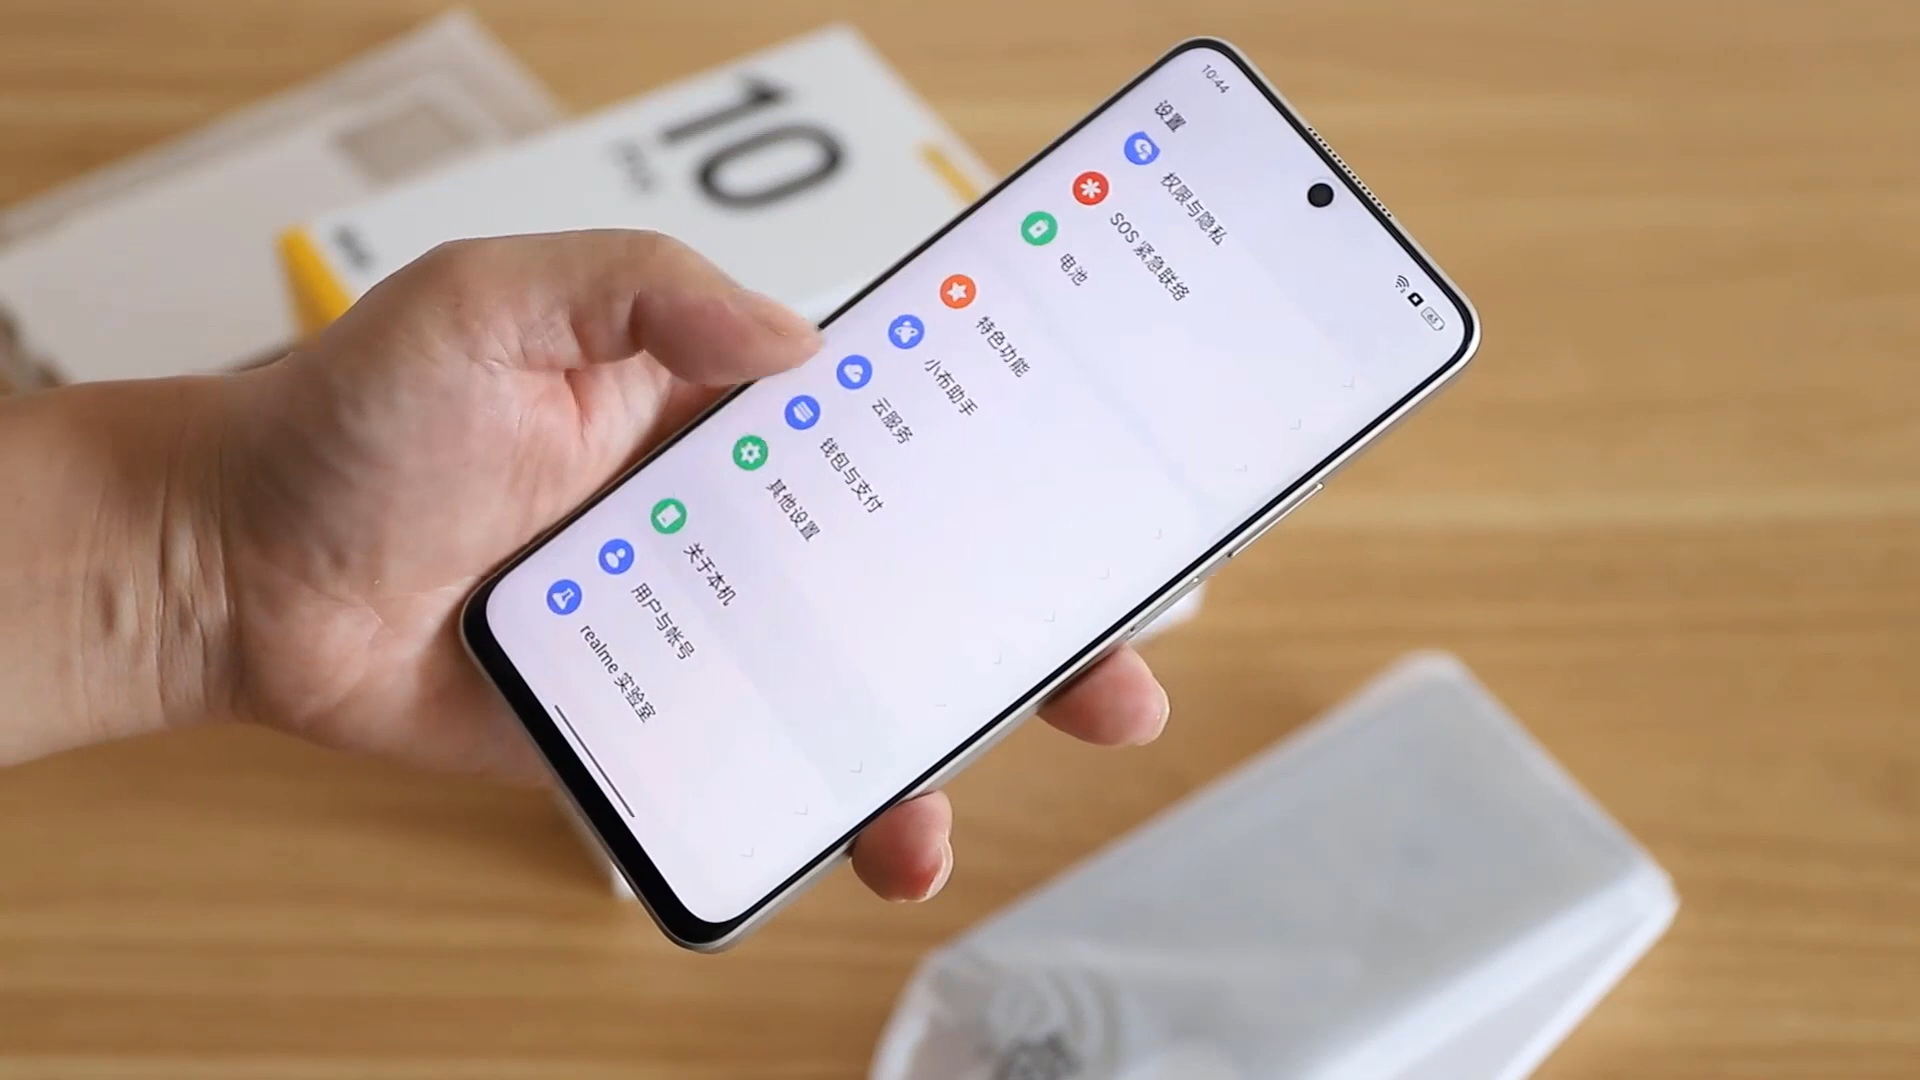 10:44
设置
权限与隐私
SOS 紧急联络
电池
特色功能
小布助手
云服务
钱包与支付
其他设置
关于本机
用户与帐号
realme 实验室
10